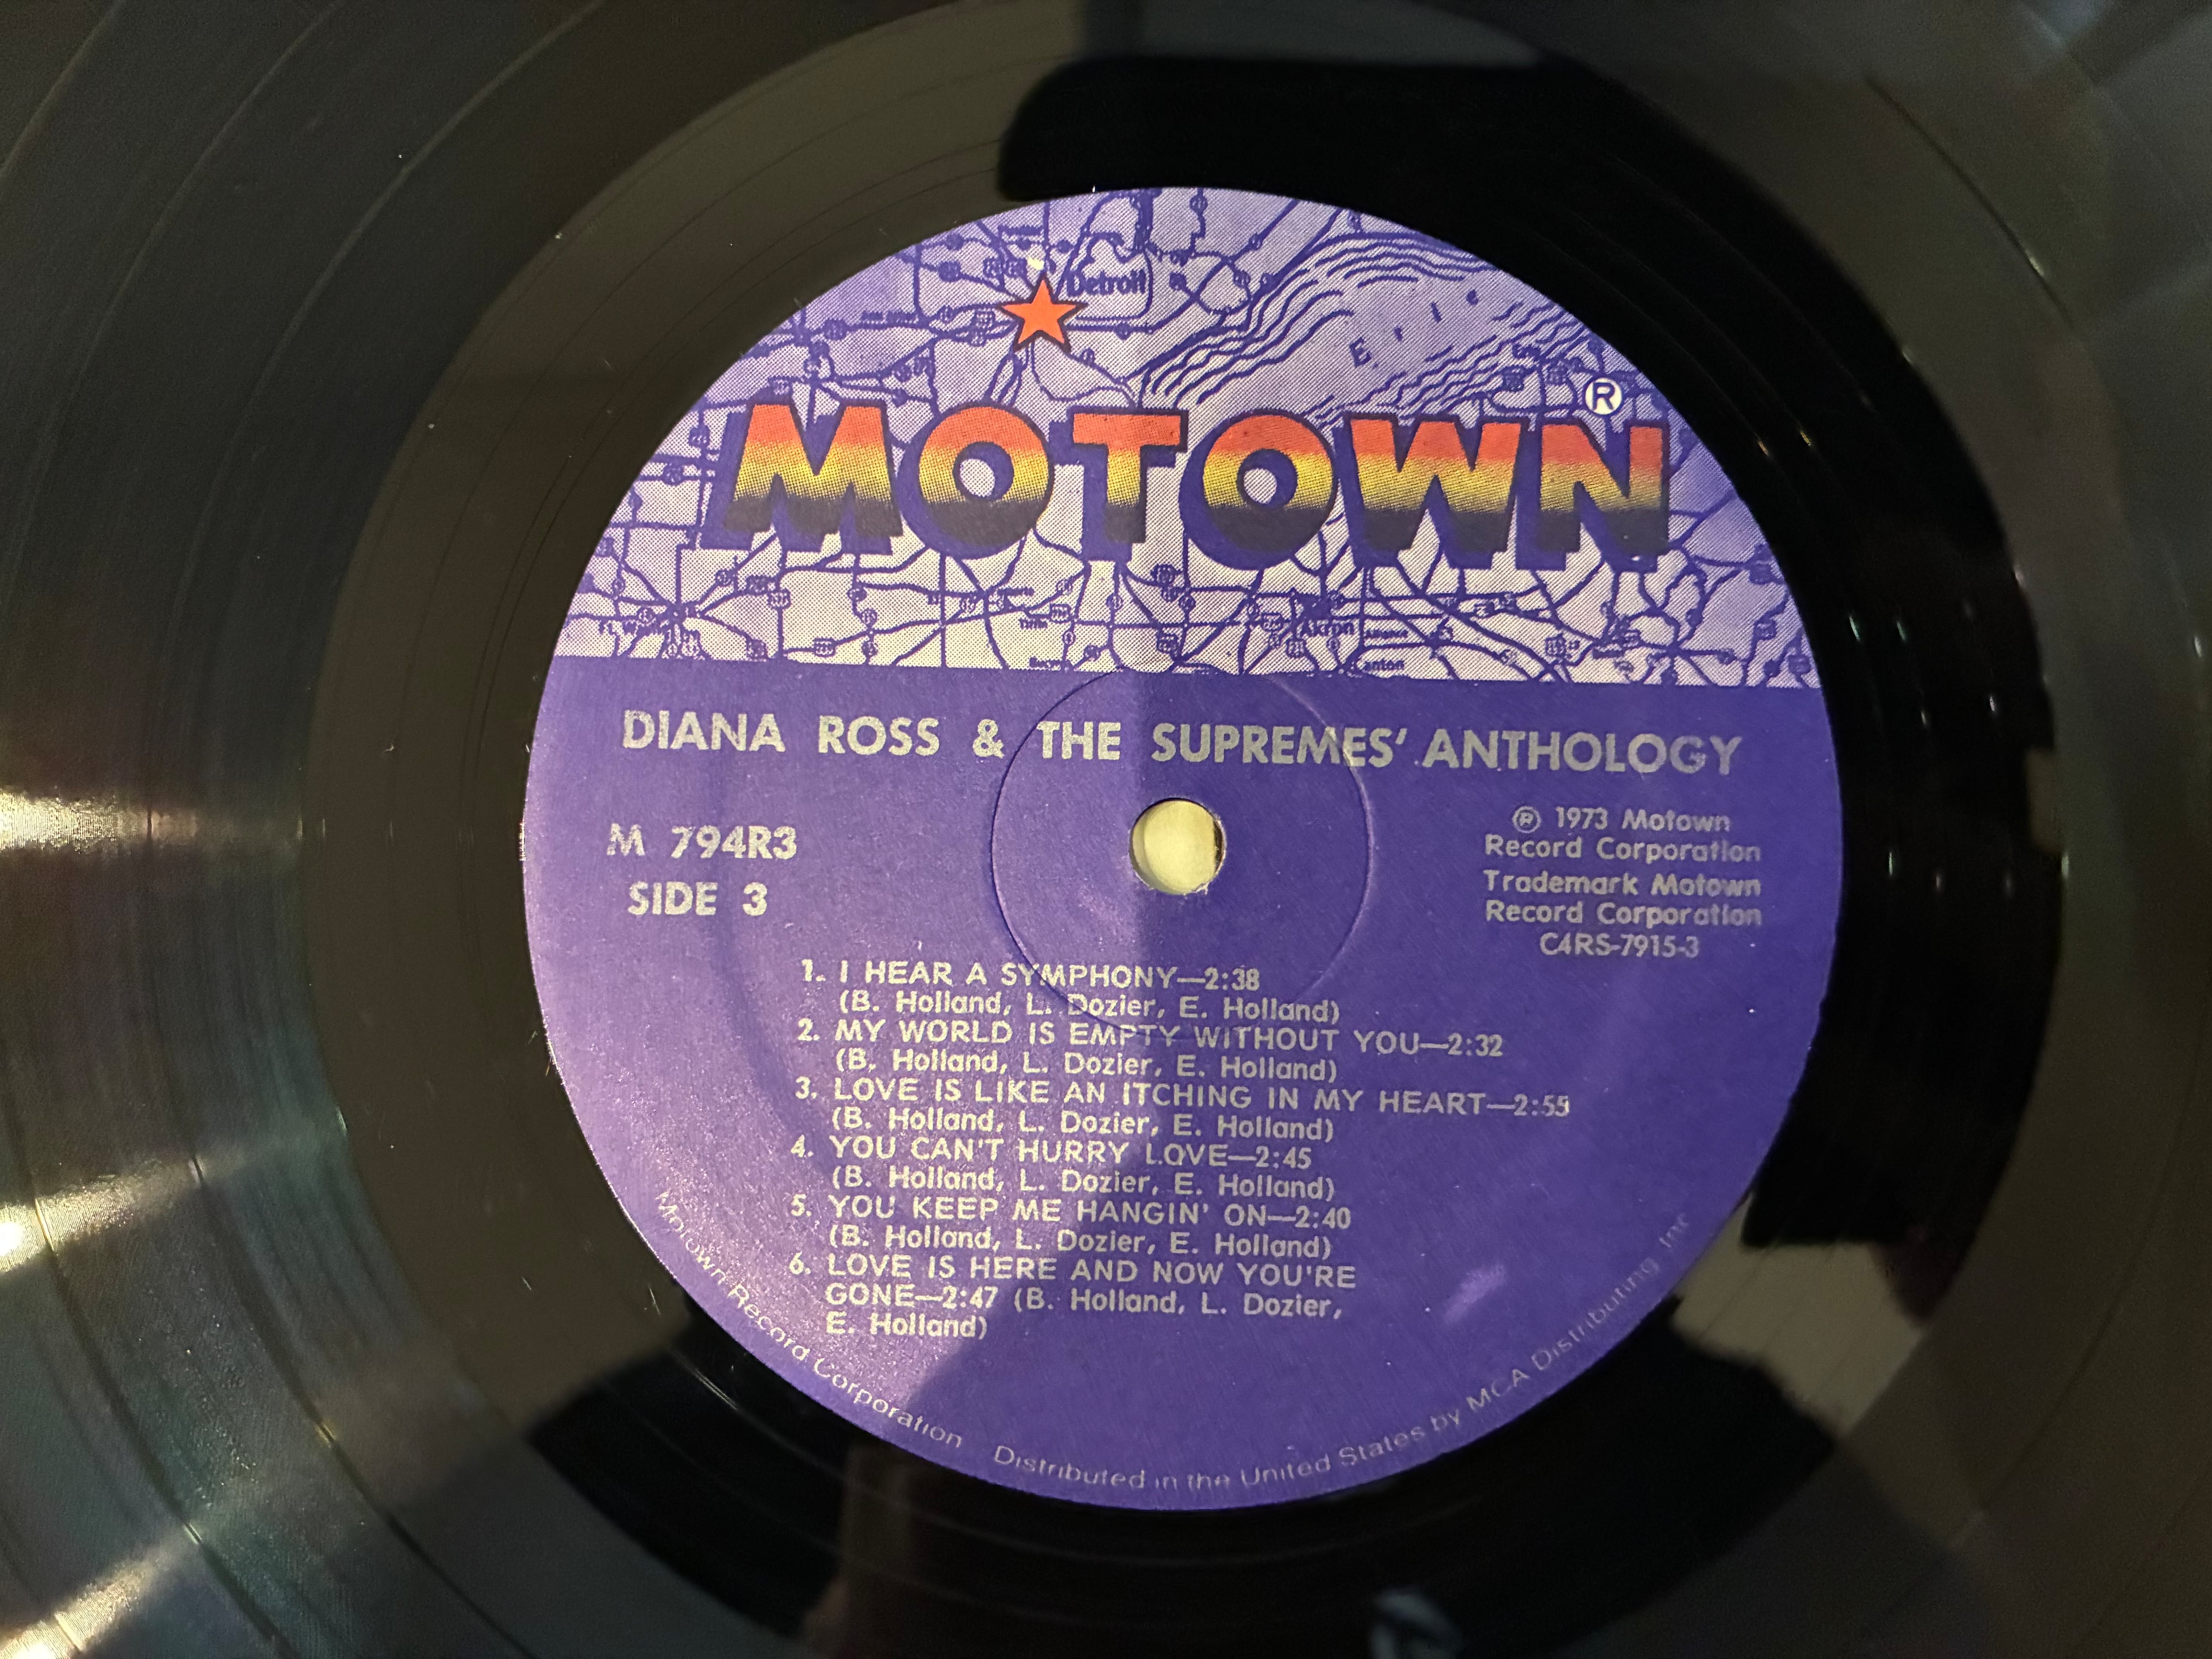 Detroit
Erie
MOTOWN®
Akron
Alliance
Canton
DIANA ROSS & THE SUPREMES' ANTHOLOGY
M 794R3
SIDE 3
℗ 1973 Motown
Record Corporation
Trademark Motown
Record Corporation
C4RS-7915-3
1. I HEAR A SYMPHONY—2:38
(B. Holland, L. Dozier, E. Holland)
2. MY WORLD IS EMPTY WITHOUT YOU—2:32
(B. Holland, L. Dozier, E. Holland)
3. LOVE IS LIKE AN ITCHING IN MY HEART—2:55
(B. Holland, L. Dozier, E. Holland)
4. YOU CAN'T HURRY LOVE—2:45
(B. Holland, L. Dozier, E. Holland)
5. YOU KEEP ME HANGIN' ON—2:40
(B. Holland, L. Dozier, E. Holland)
6. LOVE IS HERE AND NOW YOU'RE
GONE—2:47 (B. Holland, L. Dozier,
E. Holland)
Motown Record Corporation Distributed in the United States by MCA Distributing Inc